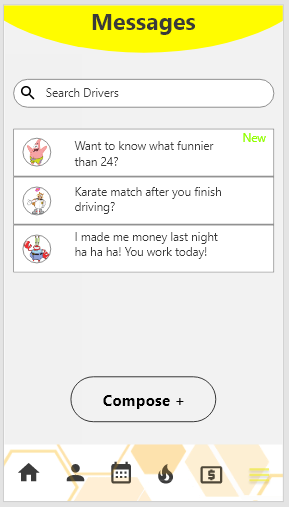 Messages
Search Drivers
New
Want to know what funnier
than 24?
Karate match after you finish
driving?
I made me money last night
ha ha ha! You work today!
Compose +
$